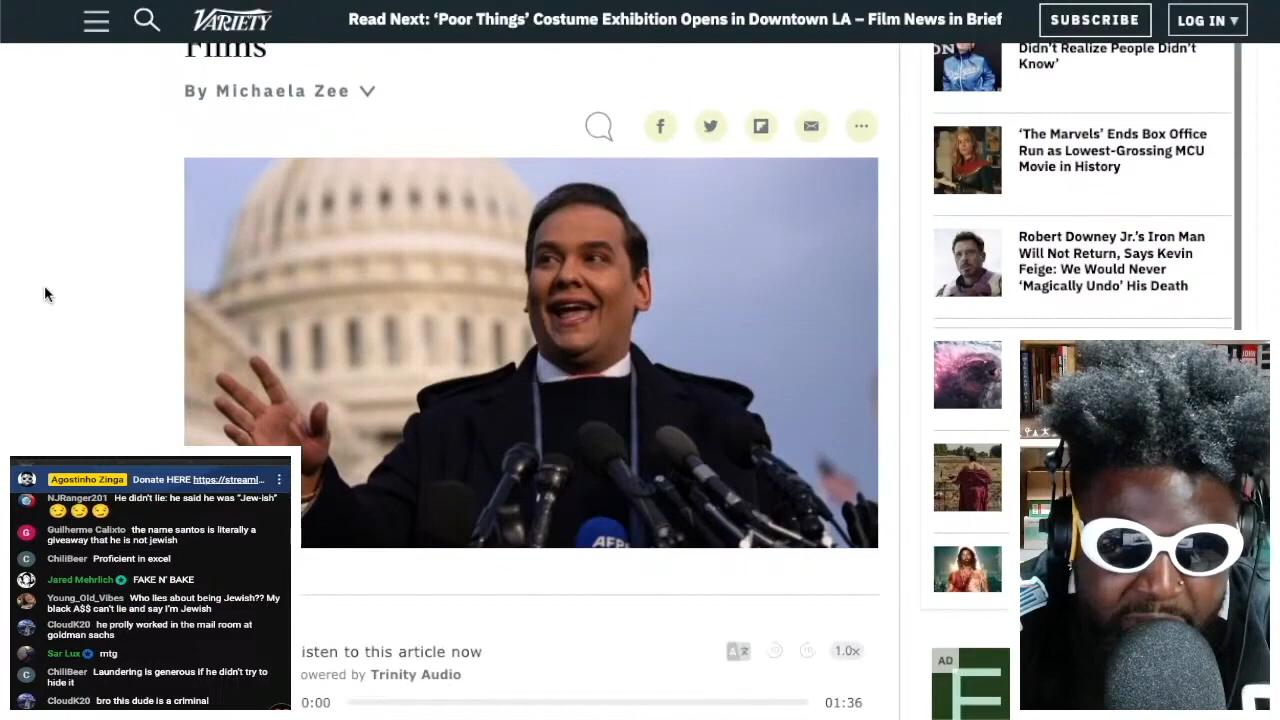 VARIETY
Read Next: ‘Poor Things’ Costume Exhibition Opens in Downtown LA – Film News in Brief
SUBSCRIBE
LOG IN ▾
Films
By Michaela Zee
Didn’t Realize People Didn’t
Know’
‘The Marvels’ Ends Box Office
Run as Lowest-Grossing MCU
Movie in History
Robert Downey Jr.’s Iron Man
Will Not Return, Says Kevin
Feige: We Would Never
‘Magically Undo’ His Death
AFP
Agostinho Zinga Donate HERE https://streaml...
NJRanger201 He didn't lie: he said he was "Jew-ish"
Guilherme Calixto the name santos is literally a
giveaway that he is not jewish
ChiliBeer Proficient in excel
Jared Mehrlich FAKE N' BAKE
Young_Old_Vibes Who lies about being Jewish?? My
black A$$ can't lie and say I'm Jewish
CloudK20 he prolly worked in the mail room at
goldman sachs
Sar Lux mtg
ChiliBeer Laundering is generous if he didn't try to
hide it
CloudK20 bro this dude is a criminal
isten to this article now
owered by Trinity Audio
1.0x
0:00
01:36
AD
E